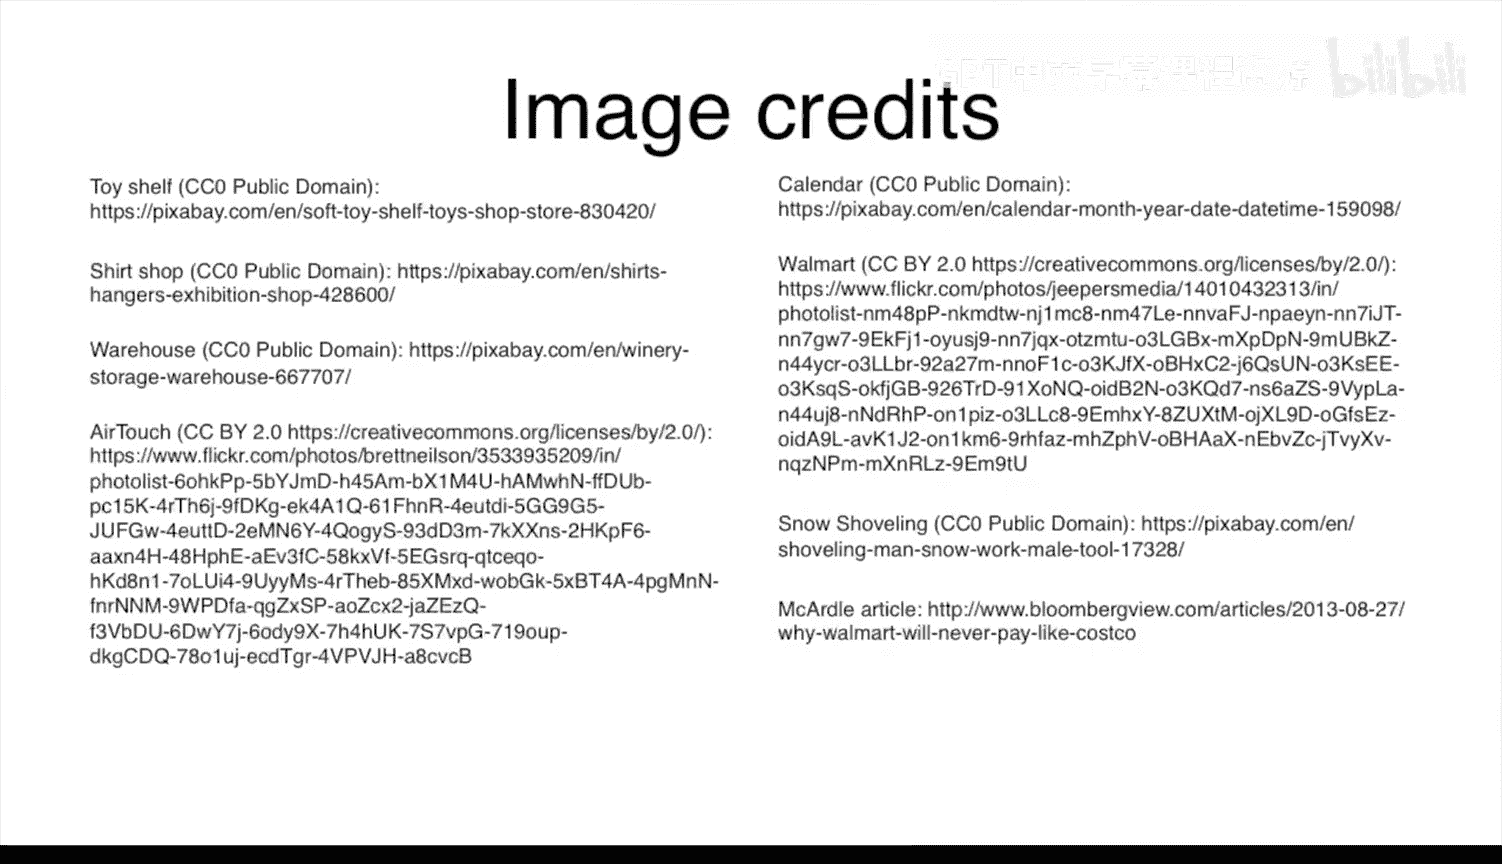 bilibili
Image credits
Toy shelf (CC0 Public Domain):
https://pixabay.com/en/soft-toy-shelf-toys-shop-store-830420/
Shirt shop (CC0 Public Domain): https://pixabay.com/en/shirts-
hangers-exhibition-shop-428600/
Warehouse (CC0 Public Domain): https://pixabay.com/en/winery-
storage-warehouse-667707/
AirTouch (CC BY 2.0 https://creativecommons.org/licenses/by/2.0/):
https://www.flickr.com/photos/brettneilson/3533935209/in/
photolist-6ohkPp-5bYJmD-h45Am-bX1M4U-hAMwhN-ffDUb-
pc15K-4rTh6j-9fDKg-ek4A1Q-61FhnR-4eutdi-5GG9G5-
JUFGw-4euttD-2eMN6Y-4QogyS-93dD3m-7kXXns-2HKpF6-
aaxn4H-48HphE-aEv3fC-58kxVf-5EGsrq-qtceqo-
hKd8n1-7oLUi4-9UyyMs-4rTheb-85XMxd-wobGk-5xBT4A-4pgMnN-
fnrNNM-9WPDfa-qgZxSP-aoZcx2-jaZEzQ-
f3VbDU-6DwY7j-6ody9X-7h4hUK-7S7vpG-719oup-
dkgCDQ-78o1uj-ecdTgr-4VPVJH-a8cvcB
Calendar (CC0 Public Domain):
https://pixabay.com/en/calendar-month-year-date-datetime-159098/
Walmart (CC BY 2.0 https://creativecommons.org/licenses/by/2.0/):
https://www.flickr.com/photos/jeepersmedia/14010432313/in/
photolist-nm48pP-nkmdtw-nj1mc8-nm47Le-nnvaFJ-npaeyn-nn7iJT-
nn7gw7-9EkFj1-oyusj9-nn7jqx-otzmtu-o3LGBx-mXpDpN-9mUBkZ-
n44ycr-o3LLbr-92a27m-nnoF1c-o3KJfX-oBHxC2-j6QsUN-o3KsEE-
o3KsqS-okfjGB-926TrD-91XoNQ-oidB2N-o3KQd7-ns6aZS-9VypLa-
n44uj8-nNdRhP-on1piz-o3LLc8-9EmhxY-8ZUXtM-ojXL9D-oGfsEz-
oidA9L-avK1J2-on1km6-9rhfaz-mhZphV-oBHAaX-nEbvZc-jTvyXv-
nqzNPm-mXnRLz-9Em9tU
Snow Shoveling (CC0 Public Domain): https://pixabay.com/en/
shoveling-man-snow-work-male-tool-17328/
McArdle article: http://www.bloombergview.com/articles/2013-08-27/
why-walmart-will-never-pay-like-costco